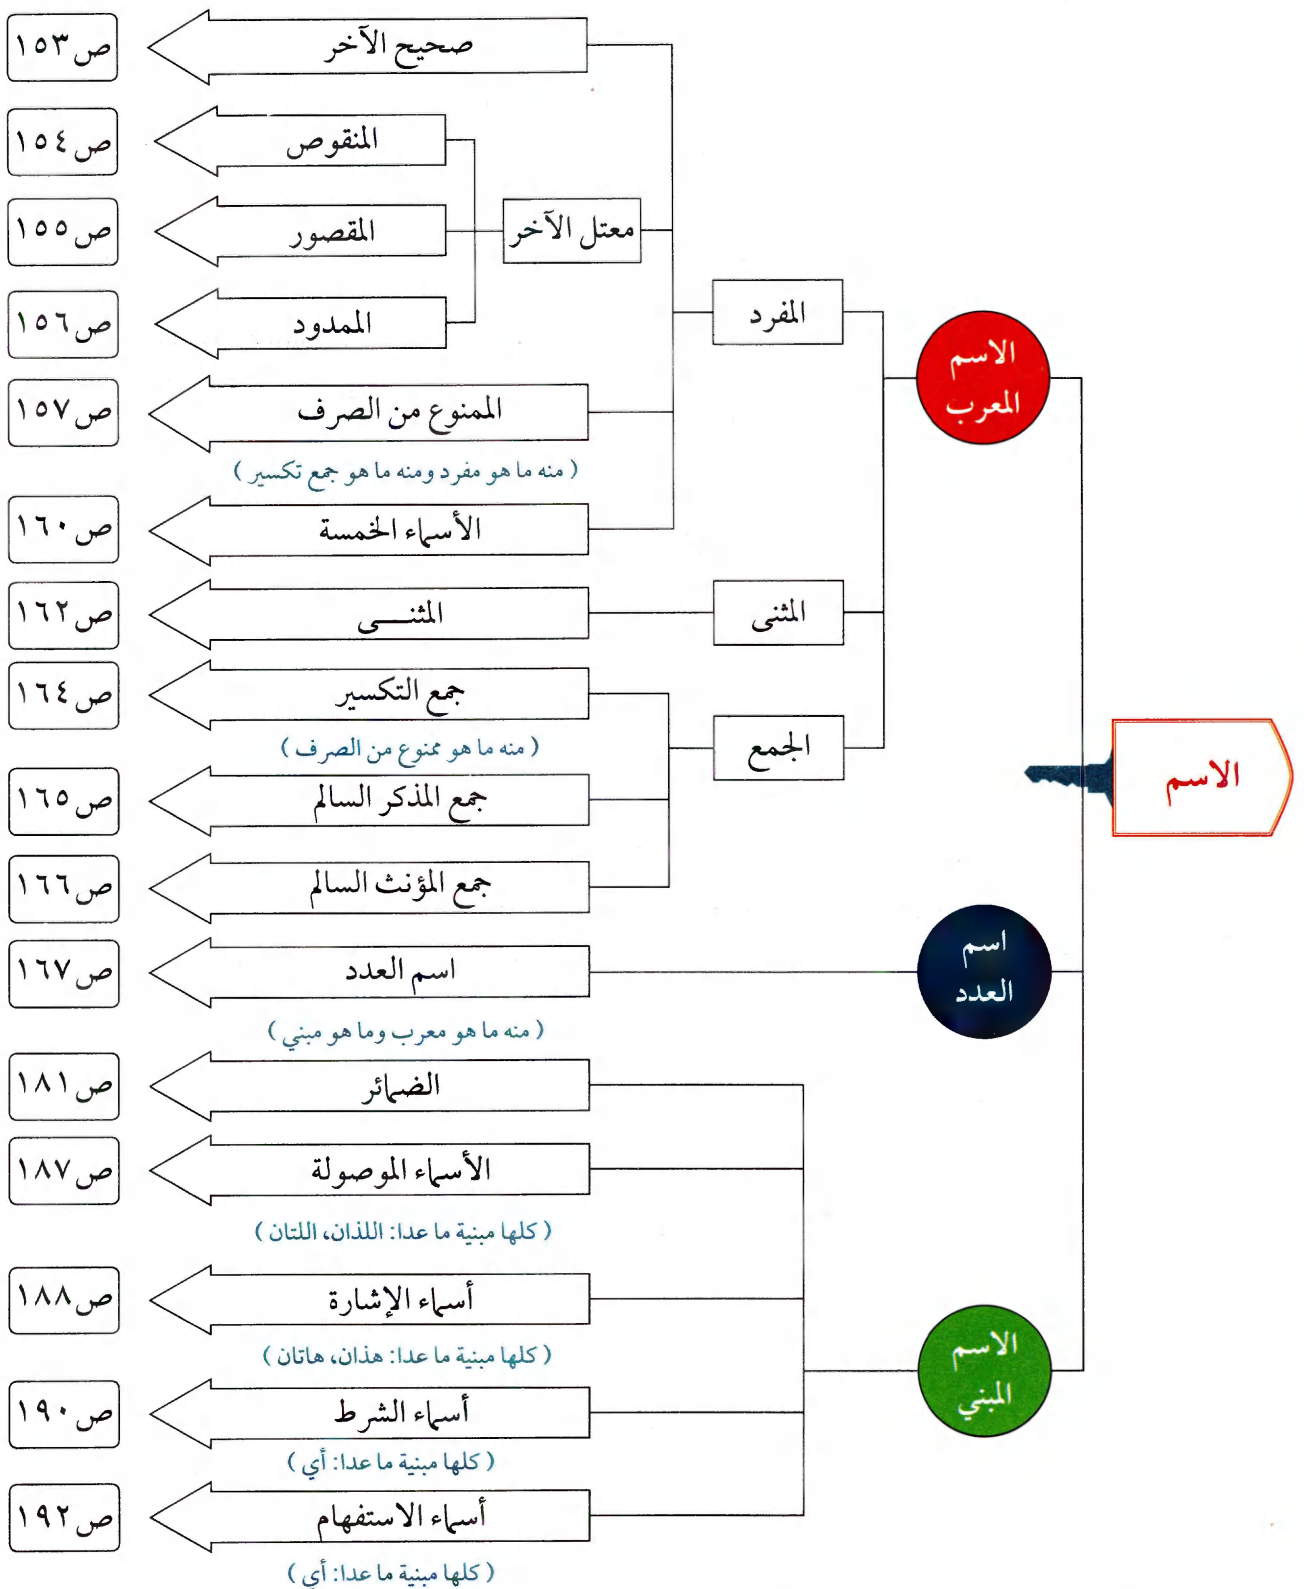 الاسم
الاسم
المعرب
المفرد
صحيح الآخر
ص ١٥٣
معتل الآخر
المنقوص
ص ١٥٤
المقصور
ص ١٥٥
الممدود
ص ١٥٦
الممنوع من الصرف
ص ١٥٧
( منه ما هو مفرد ومنه ما هو جمع تكسير )
الأسماء الخمسة
ص ١٦٠
المثنى
المثنـــى
ص ١٦٢
الجمع
جمع التكسير
ص ١٦٤
( منه ما هو ممنوع من الصرف )
جمع المذكر السالم
ص ١٦٥
جمع المؤنث السالم
ص ١٦٦
اسم
العدد
اسم العدد
ص ١٦٧
( منه ما هو معرب وما هو مبني )
الاسم
المبني
الضمائر
ص ١٨١
الأسماء الموصولة
ص ١٨٧
( كلها مبنية ما عدا: اللذان، اللتان )
أسماء الإشارة
ص ١٨٨
( كلها مبنية ما عدا: هذان، هاتان )
أسماء الشرط
ص ١٩٠
( كلها مبنية ما عدا: أي )
أسماء الاستفهام
ص ١٩٢
( كلها مبنية ما عدا: أي )